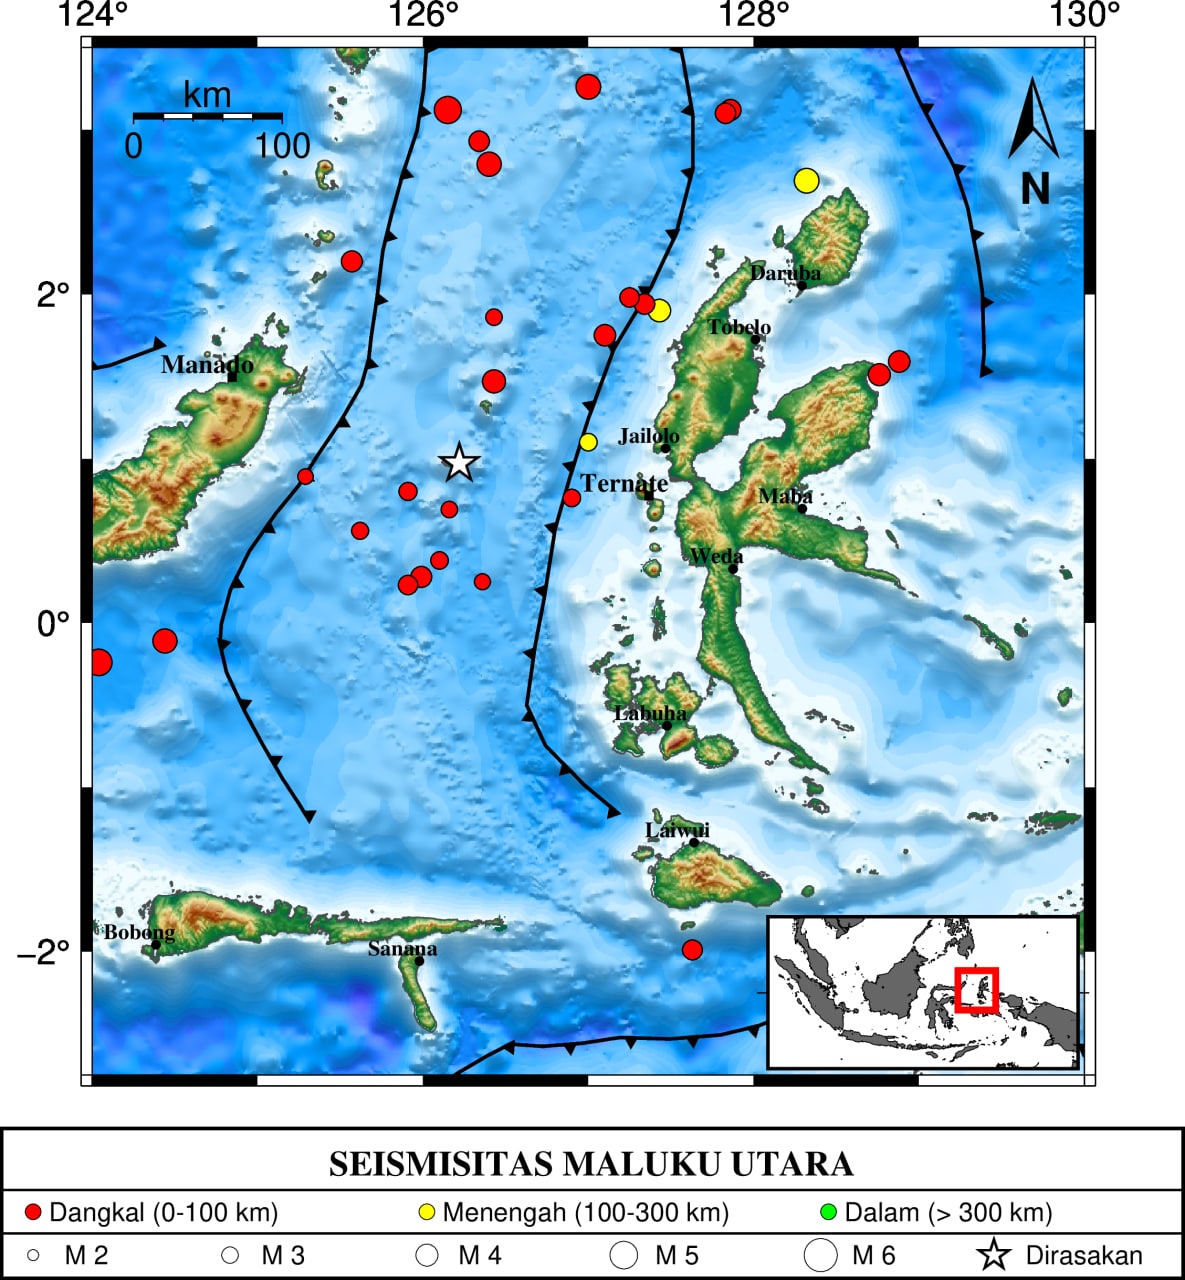 124° 126° 128° 130°
km
0 100
N
Daruba
2°
Tobelo
Manado
Jailolo
Ternate
Maba
Weda
0°
Labuha
Laiwui
Bobong
Sanana
−2°
SEISMISITAS MALUKU UTARA
Dangkal (0-100 km) Menengah (100-300 km) Dalam (> 300 km)
M 2 M 3 M 4 M 5 M 6 Dirasakan